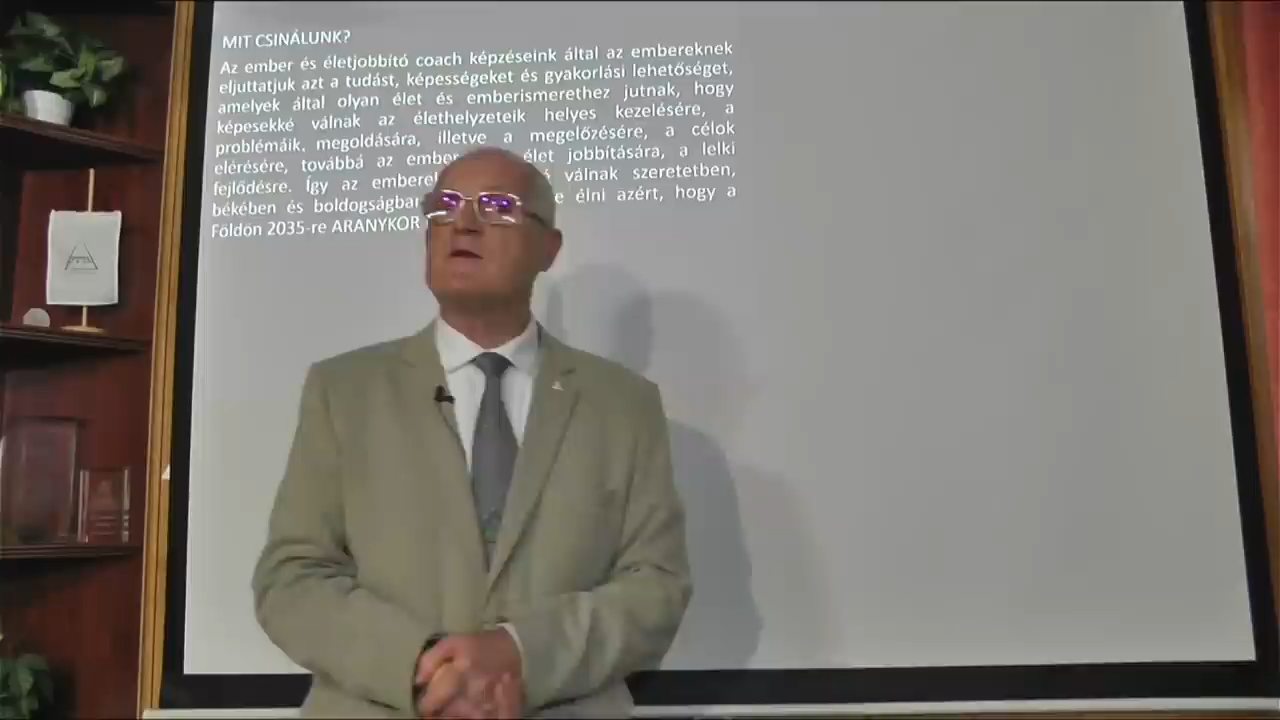 MIT CSINÁLUNK?
Az ember és életjobbító coach képzéseink által az embereknek
eljuttatjuk azt a tudást, képességeket és gyakorlási lehetőséget,
amelyek által olyan élet és emberismerethez jutnak, hogy
képesekké válnak az élethelyzeteik helyes kezelésére, a
problémáik. megoldására, illetve a megelőzésére, a célok
elérésére, továbbá az ember élet jobbítására, a lelki
fejlődésre. Így az embere válnak szeretetben,
békében és boldogságba élni azért, hogy a
Földön 2035-re ARANYKOR